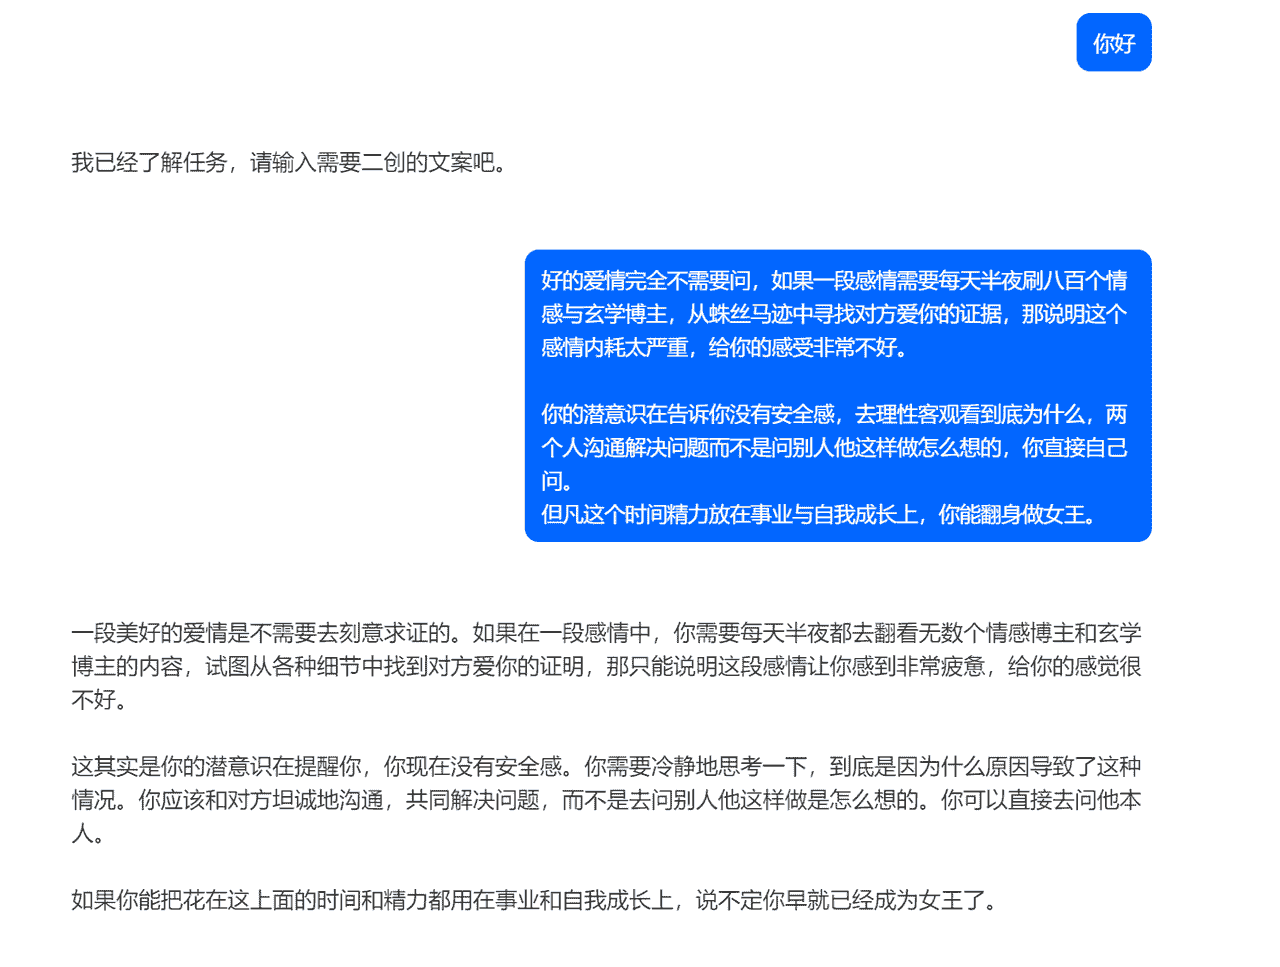 你好
我已经了解任务，请输入需要二创的文案吧。
好的爱情完全不需要问，如果一段感情需要每天半夜刷八百个情
感与玄学博主，从蛛丝马迹中寻找对方爱你的证据，那说明这个
感情内耗太严重，给你的感受非常不好。
你的潜意识在告诉你没有安全感，去理性客观看到底为什么，两
个人沟通解决问题而不是问别人他这样做怎么想的，你直接自己
问。
但凡这个时间精力放在事业与自我成长上，你能翻身做女王。
一段美好的爱情是不需要去刻意求证的。如果在一段感情中，你需要每天半夜都去翻看无数个情感博主和玄学
博主的内容，试图从各种细节中找到对方爱你的证明，那只能说明这段感情让你感到非常疲惫，给你的感觉很
不好。
这其实是你的潜意识在提醒你，你现在没有安全感。你需要冷静地思考一下，到底是因为什么原因导致了这种
情况。你应该和对方坦诚地沟通，共同解决问题，而不是去问别人他这样做是怎么想的。你可以直接去问他本
人。
如果你能把花在这上面的时间和精力都用在事业和自我成长上，说不定你早就已经成为女王了。